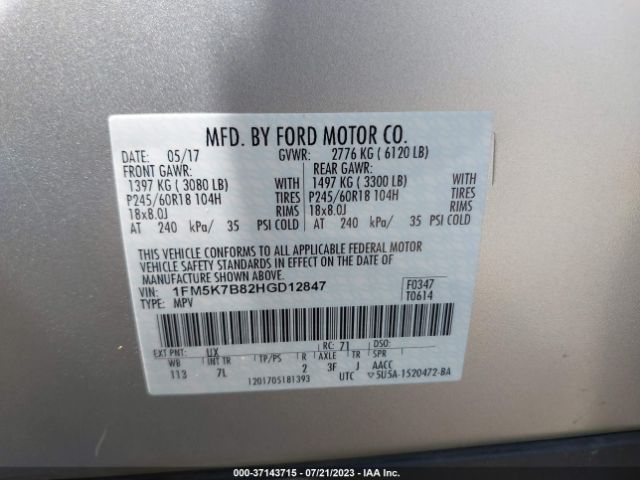 MFD. BY FORD MOTOR CO.
DATE: 05/17 GVWR: 2776 KG ( 6120 LB)
FRONT GAWR: REAR GAWR:
1397 KG ( 3080 LB) WITH 1497 KG ( 3300 LB) WITH
P245/60R18 104H TIRES P245/60R18 104H TIRES
18x8.0J RIMS 18x8.0J RIMS
AT 240 kPa/ 35 PSI COLD AT 240 kPa/ 35 PSI COLD
THIS VEHICLE CONFORMS TO ALL APPLICABLE FEDERAL MOTOR
VEHICLE SAFETY STANDARDS IN EFFECT ON THE DATE OF
MANUFACTURE SHOWN ABOVE.
VIN: 1FM5K7B82HGD12847 F0347
TYPE: MPV T0614
EXT PNT: UX RC: 71 DSO:
WB INT TR TP/PS R AXLE TR SPR
113 7L 2 3F J AACC
1201705181393 UTC ▽5U5A-1520472-BA
000-37143715 - 07/21/2023 - IAA Inc.